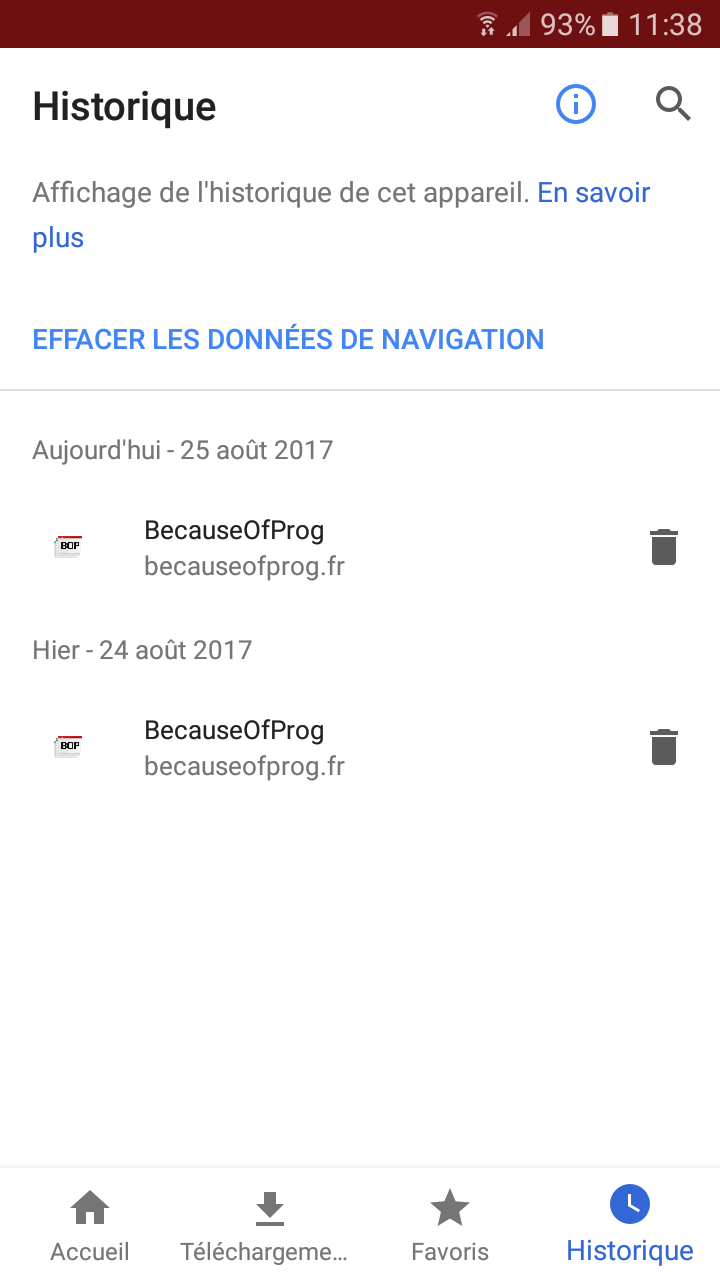 93% 11:38
Historique
Affichage de l'historique de cet appareil. En savoir
plus
EFFACER LES DONNÉES DE NAVIGATION
Aujourd'hui - 25 août 2017
BOP
BecauseOfProg
becauseofprog.fr
Hier - 24 août 2017
BOP
BecauseOfProg
becauseofprog.fr
Accueil
Téléchargeme...
Favoris
Historique